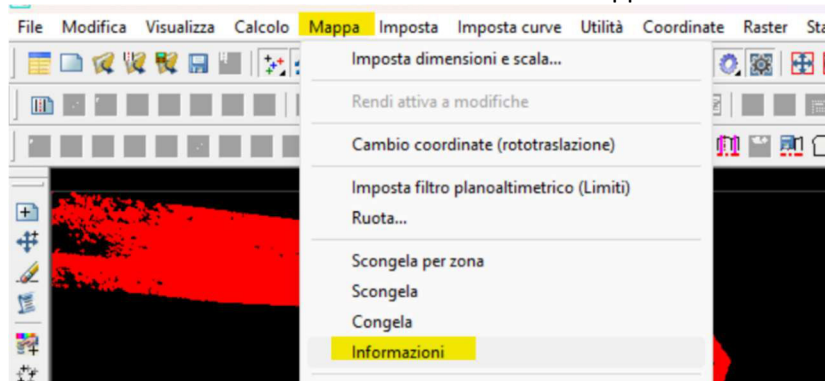 File Modifica Visualizza Calcolo Mappa Imposta Imposta curve Utilità Coordinate Raster
Imposta dimensioni e scala...
Rendi attiva a modifiche
Cambio coordinate (rototraslazione)
Imposta filtro planoaltimetrico (Limiti)
Ruota...
Scongela per zona
Scongela
Congela
Informazioni